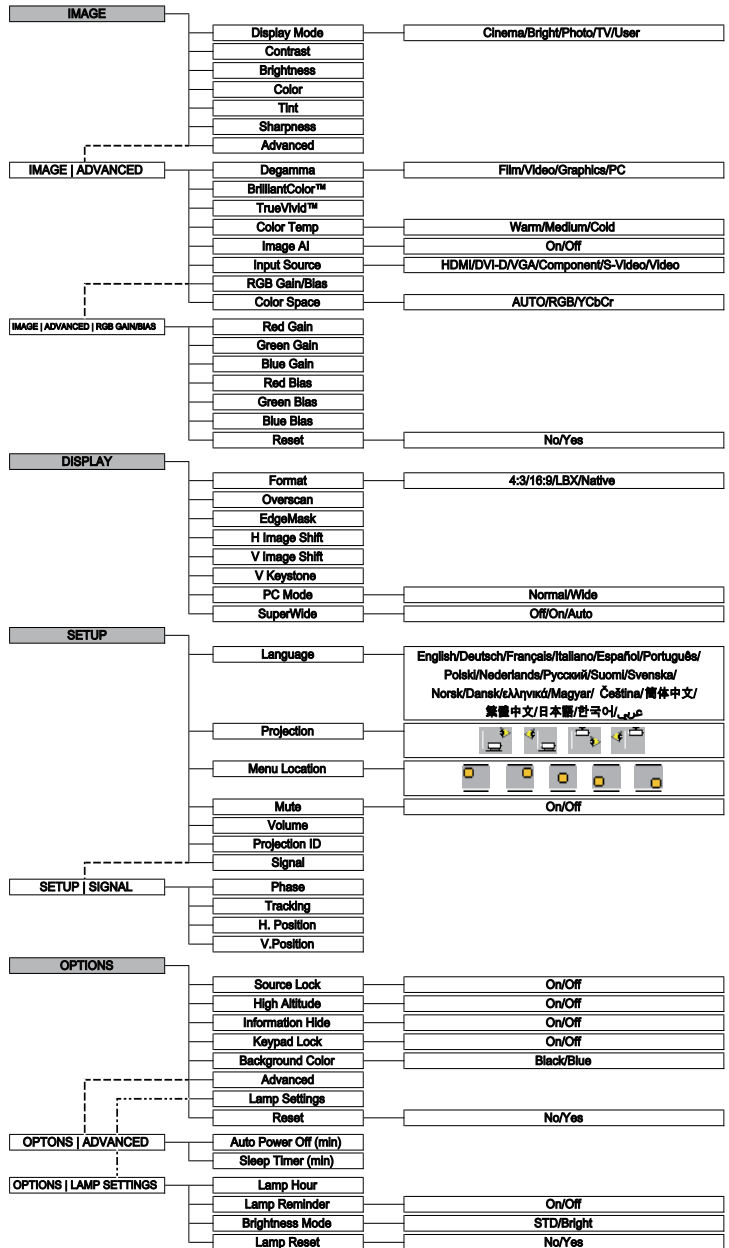 IMAGE
Display Mode Cinema/Bright/Photo/TV/User
Contrast
Brightness
Color
Tint
Sharpness
Advanced
IMAGE | ADVANCED
Degamma Film/Video/Graphics/PC
BrilliantColor™
TrueVivid™
Color Temp Warm/Medium/Cold
Image AI On/Off
Input Source HDMI/DVI-D/VGA/Component/S-Video/Video
RGB Gain/Bias
Color Space AUTO/RGB/YCbCr
IMAGE | ADVANCED | RGB GAIN/BIAS
Red Gain
Green Gain
Blue Gain
Red Bias
Green Bias
Blue Bias
Reset No/Yes
DISPLAY
Format 4:3/16:9/LBX/Native
Overscan
EdgeMask
H Image Shift
V Image Shift
V Keystone
PC Mode Normal/Wide
SuperWide Off/On/Auto
SETUP
Language English/Deutsch/Français/Italiano/Español/Português/
Polski/Nederlands/Русский/Suomi/Svenska/
Norsk/Dansk/ελληνικά/Magyar/ Čeština/简体中文/
繁體中文/日本語/한국어/عربي
Projection
Menu Location
Mute On/Off
Volume
Projection ID
Signal
SETUP | SIGNAL
Phase
Tracking
H. Position
V.Position
OPTIONS
Source Lock On/Off
High Altitude On/Off
Information Hide On/Off
Keypad Lock On/Off
Background Color Black/Blue
Advanced
Lamp Settings
Reset No/Yes
OPTONS | ADVANCED
Auto Power Off (min)
Sleep Timer (min)
OPTIONS | LAMP SETTINGS
Lamp Hour
Lamp Reminder On/Off
Brightness Mode STD/Bright
Lamp Reset No/Yes